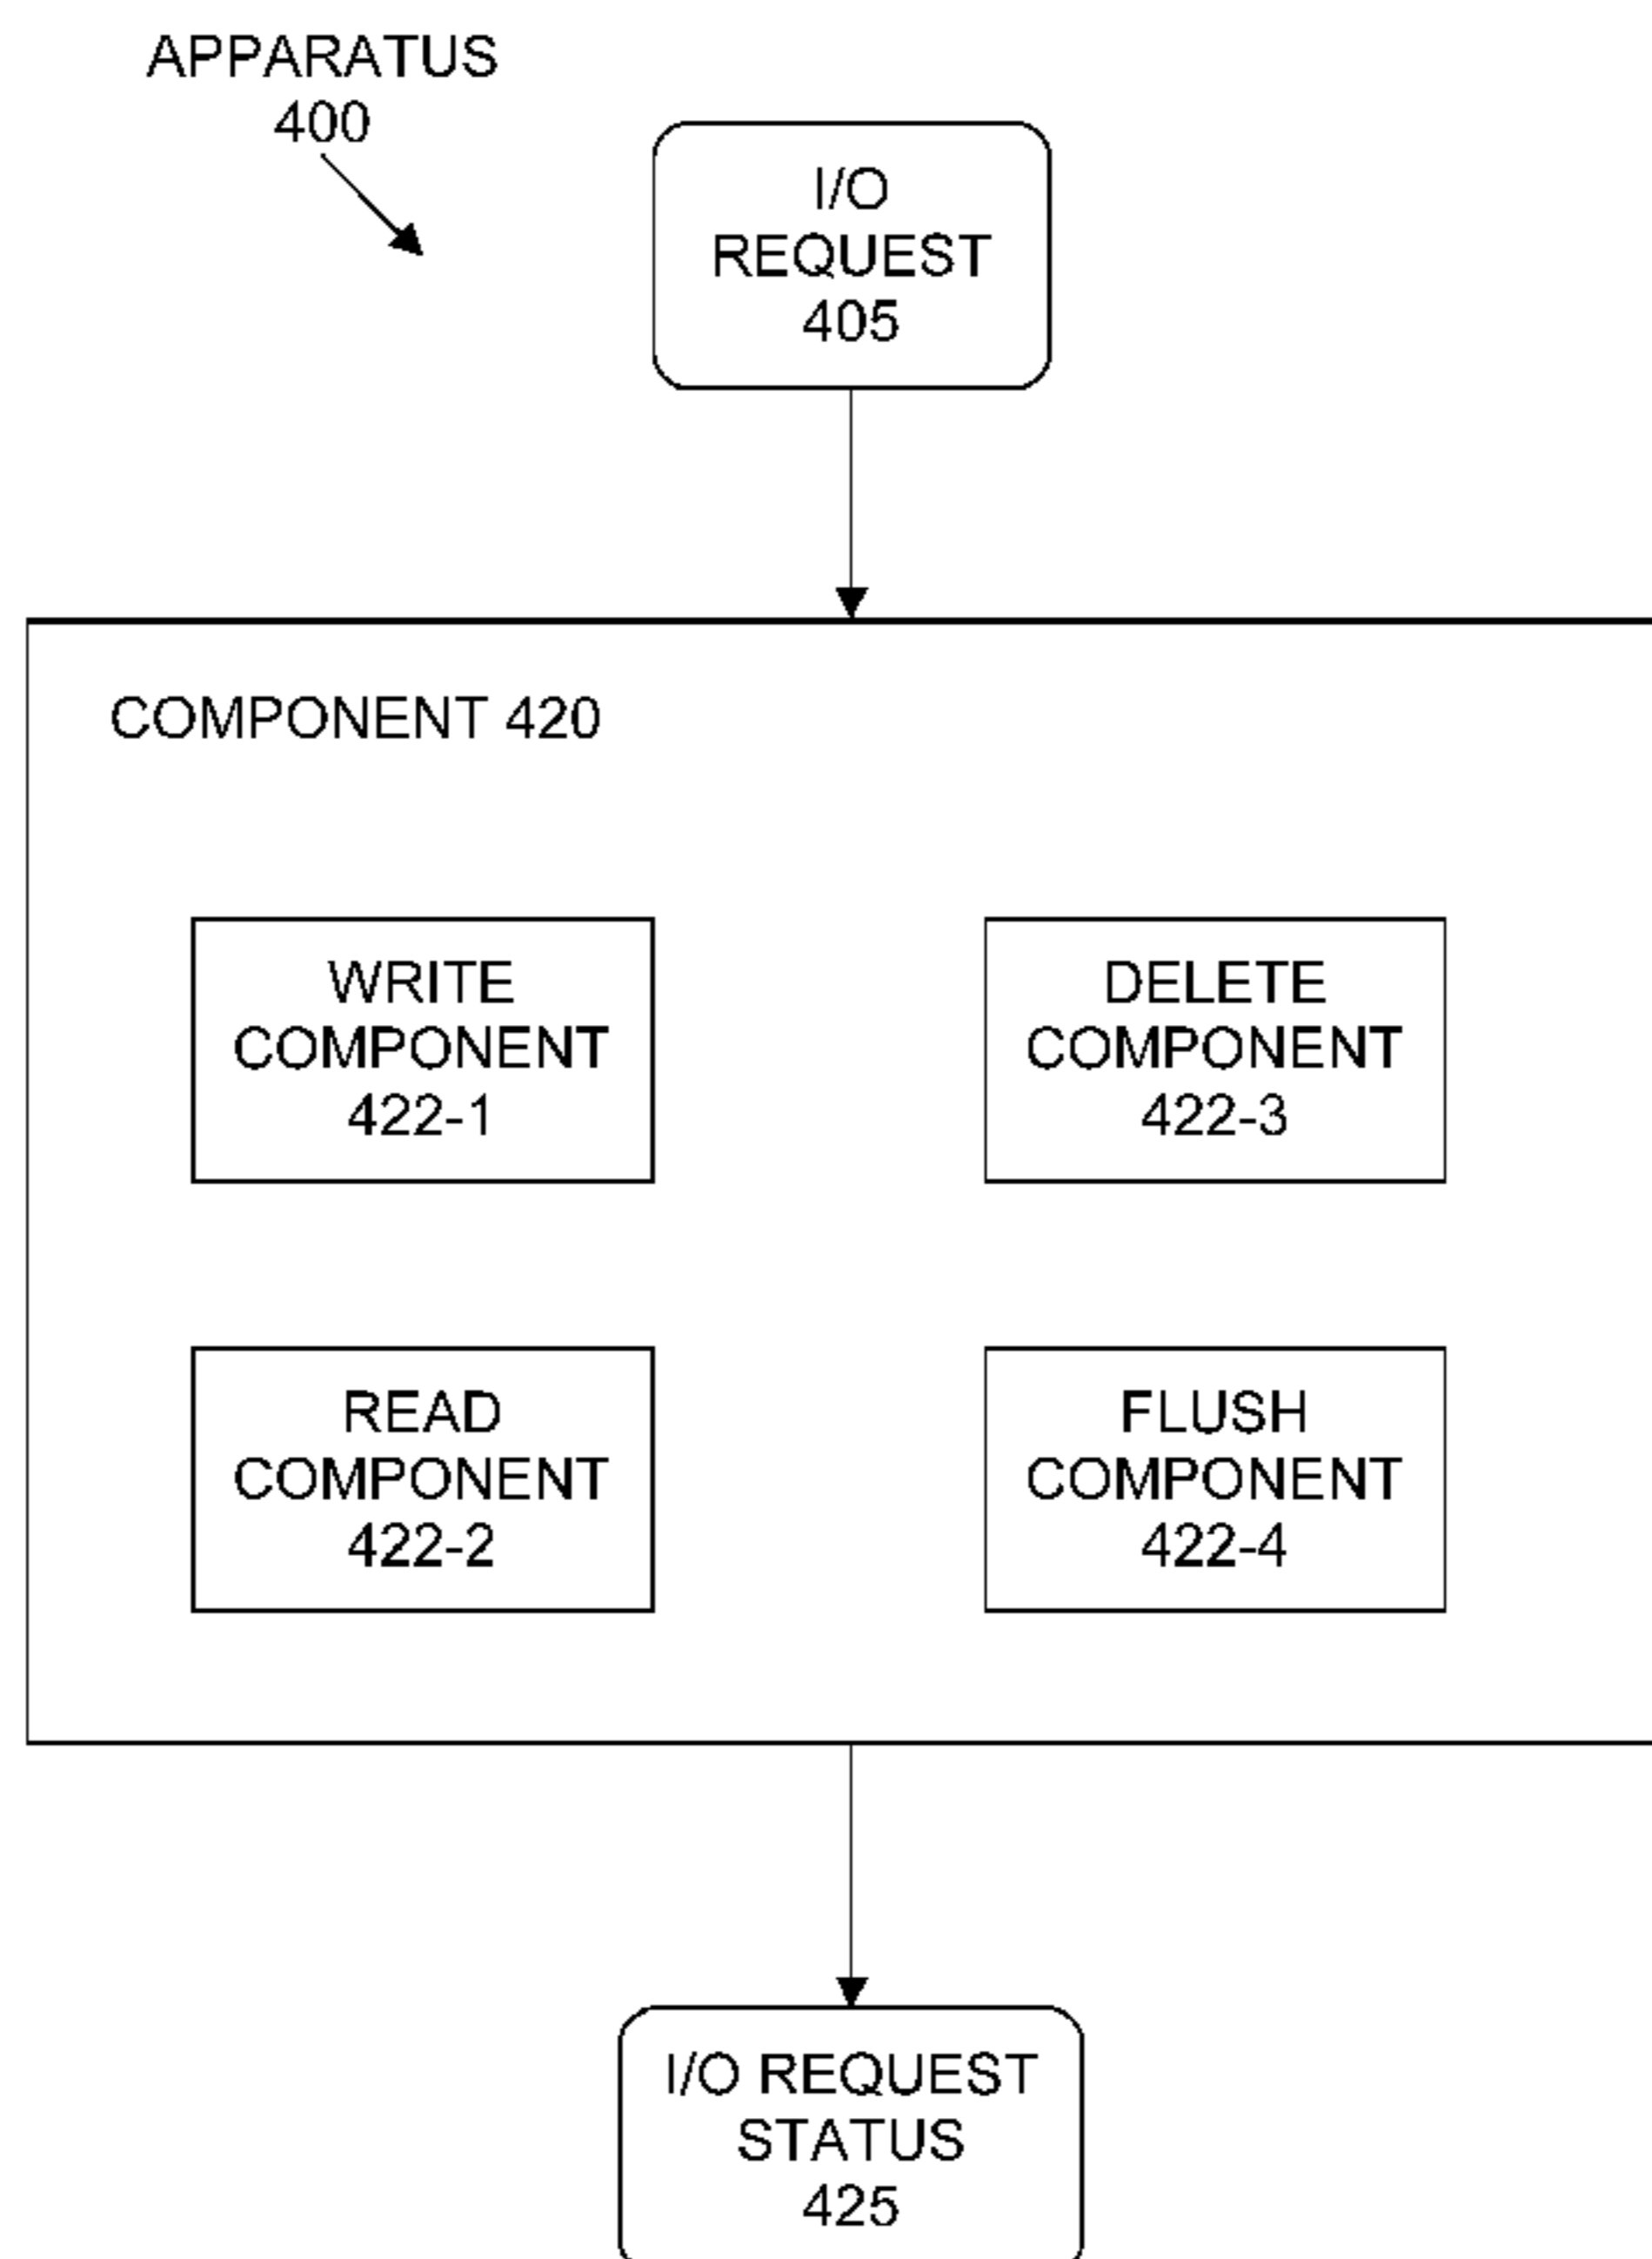 APPARATUS
400
I/O
REQUEST
405
COMPONENT 420
WRITE
COMPONENT
422-1
DELETE
COMPONENT
422-3
READ
COMPONENT
422-2
FLUSH
COMPONENT
422-4
I/O REQUEST
STATUS
425